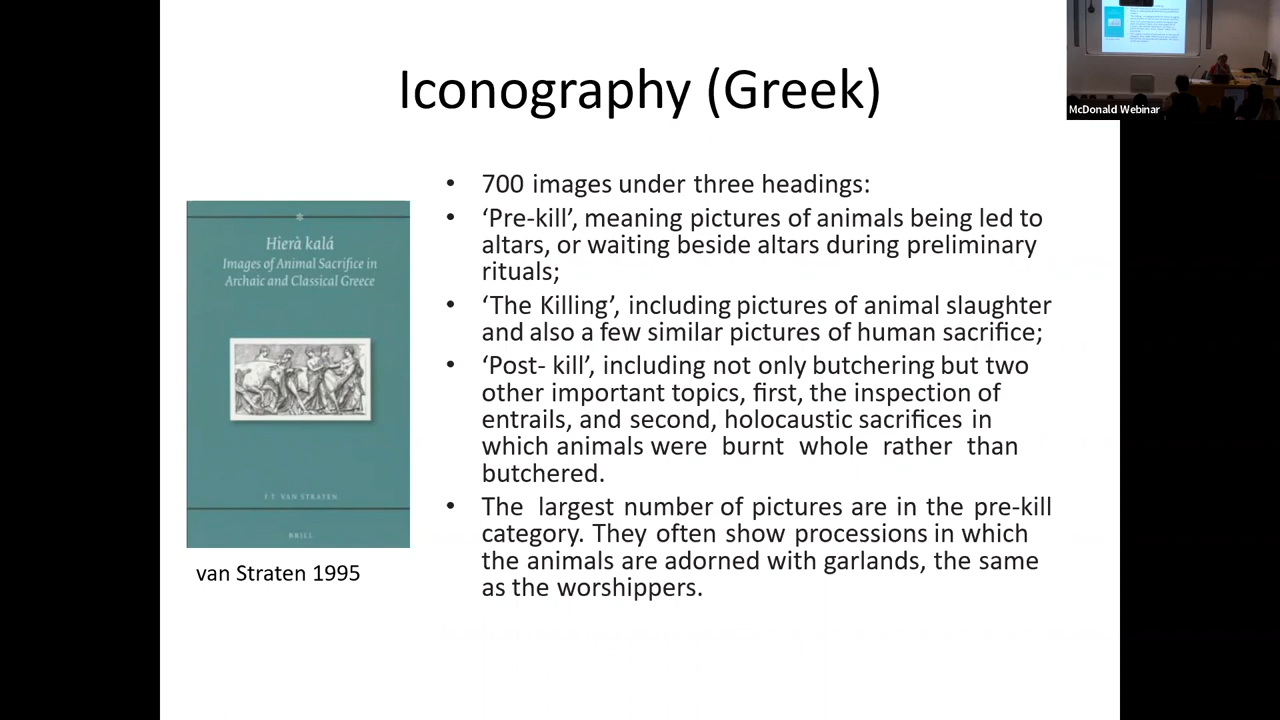 Iconography (Greek)
McDonald Webinar
• 700 images under three headings:
• ‘Pre-kill’, meaning pictures of animals being led to
altars, or waiting beside altars during preliminary
rituals;
• ‘The Killing’, including pictures of animal slaughter
and also a few similar pictures of human sacrifice;
• ‘Post- kill’, including not only butchering but two
other important topics, first, the inspection of
entrails, and second, holocaustic sacrifices in
which animals were burnt whole rather than
butchered.
• The largest number of pictures are in the pre-kill
category. They often show processions in which
the animals are adorned with garlands, the same
as the worshippers.
Hierà kalá
Images of Animal Sacrifice in
Archaic and Classical Greece
F.T. VAN STRATEN
BRILL
van Straten 1995